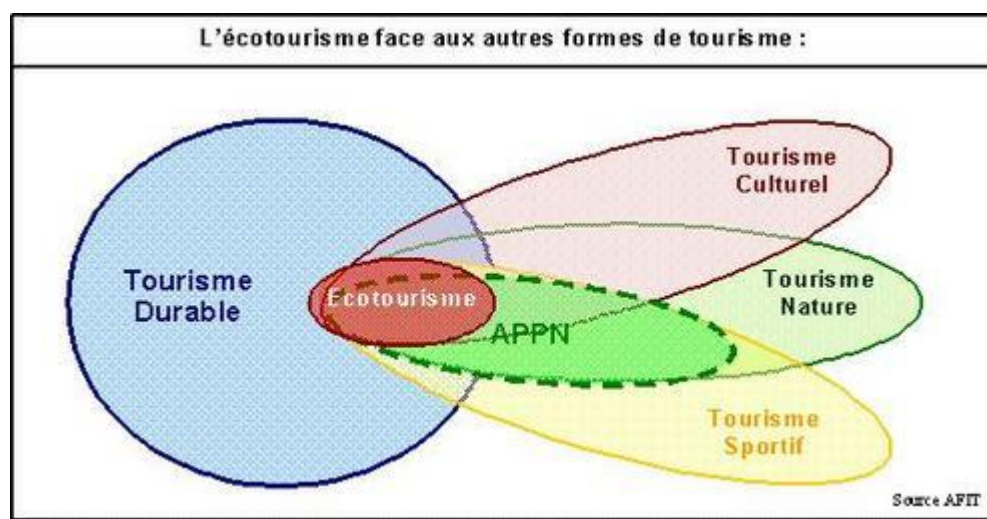 L'écotourisme face aux autres formes de tourisme :
Tourisme
Culturel
Tourisme
Durable
Ecotourisme
Tourisme
Nature
APPN
Tourisme
Sportif
Source AFIT